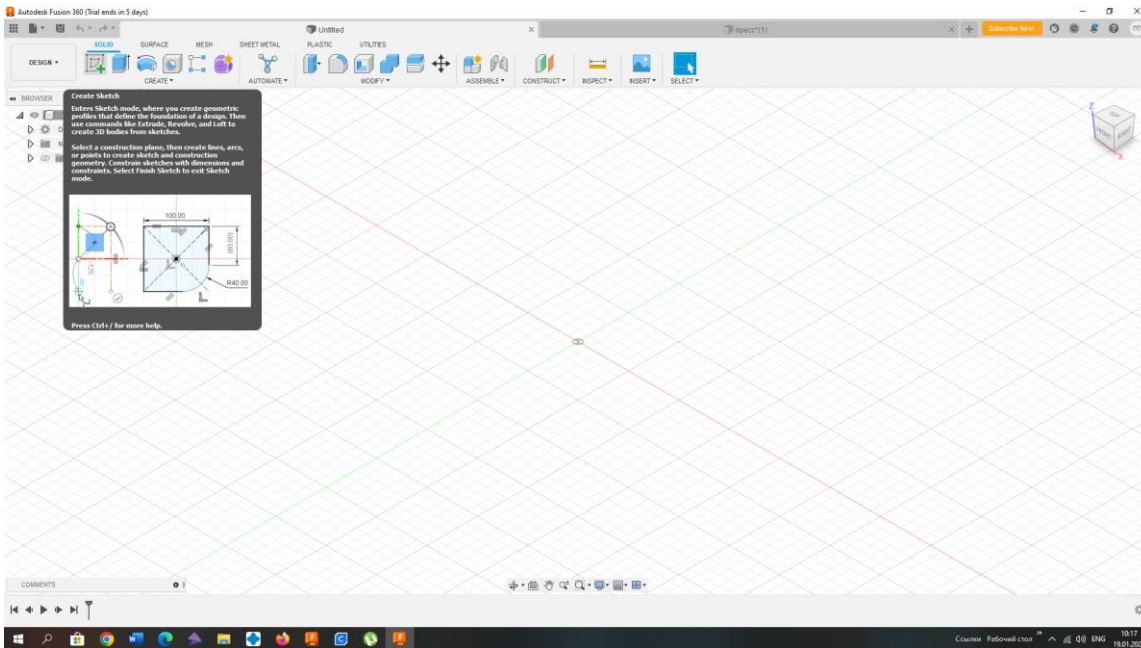 Autodesk Fusion 360 (Trial ends in 5 days)
Untitled
Subscribe Now
DESIGN
SOLID SURFACE MESH SHEET METAL PLASTIC UTILITIES
CREATE AUTOMATE MODIFY ASSEMBLE CONSTRUCT INSPECT INSERT SELECT
BROWSER
Create Sketch
Enters Sketch mode, where you create geometric
profiles that define the foundation of a design. Then
use commands like Extrude, Revolve, and Loft to
create 3D bodies from sketches.
Select a construction plane, then create lines, arcs,
or points to create sketch and construction
geometry. Constrain sketches with dimensions and
constraints. Select Finish Sketch to exit Sketch
mode.
100.00
(80.00)
R40.00
Press Ctrl+/ for more help.
Z
TOP
FRONT
RIGHT
X
COMMENTS
Ссылки Рабочий стол
ENG
10:17